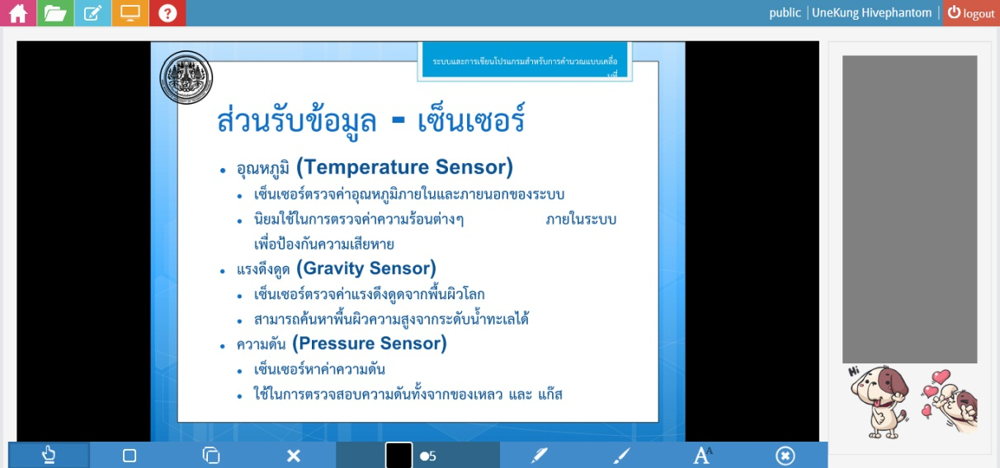 public | UneKung Hivephantom | logout
ระบบและการเขียนโปรแกรมสำหรับการคำนวณแบบเคลื่อ
นที่
ส่วนรับข้อมูล - เซ็นเซอร์
• อุณหภูมิ (Temperature Sensor)
• เซ็นเซอร์ตรวจค่าอุณหภูมิภายในและภายนอกของระบบ
• นิยมใช้ในการตรวจค่าความร้อนต่างๆ ภายในระบบ
เพื่อป้องกันความเสียหาย
• แรงดึงดูด (Gravity Sensor)
• เซ็นเซอร์ตรวจค่าแรงดึงดูดจากพื้นผิวโลก
• สามารถค้นหาพื้นผิวความสูงจากระดับน้ำทะเลได้
• ความดัน (Pressure Sensor)
• เซ็นเซอร์หาค่าความดัน
• ใช้ในการตรวจสอบความดันทั้งจากของเหลว และ แก๊ส
Hi
5